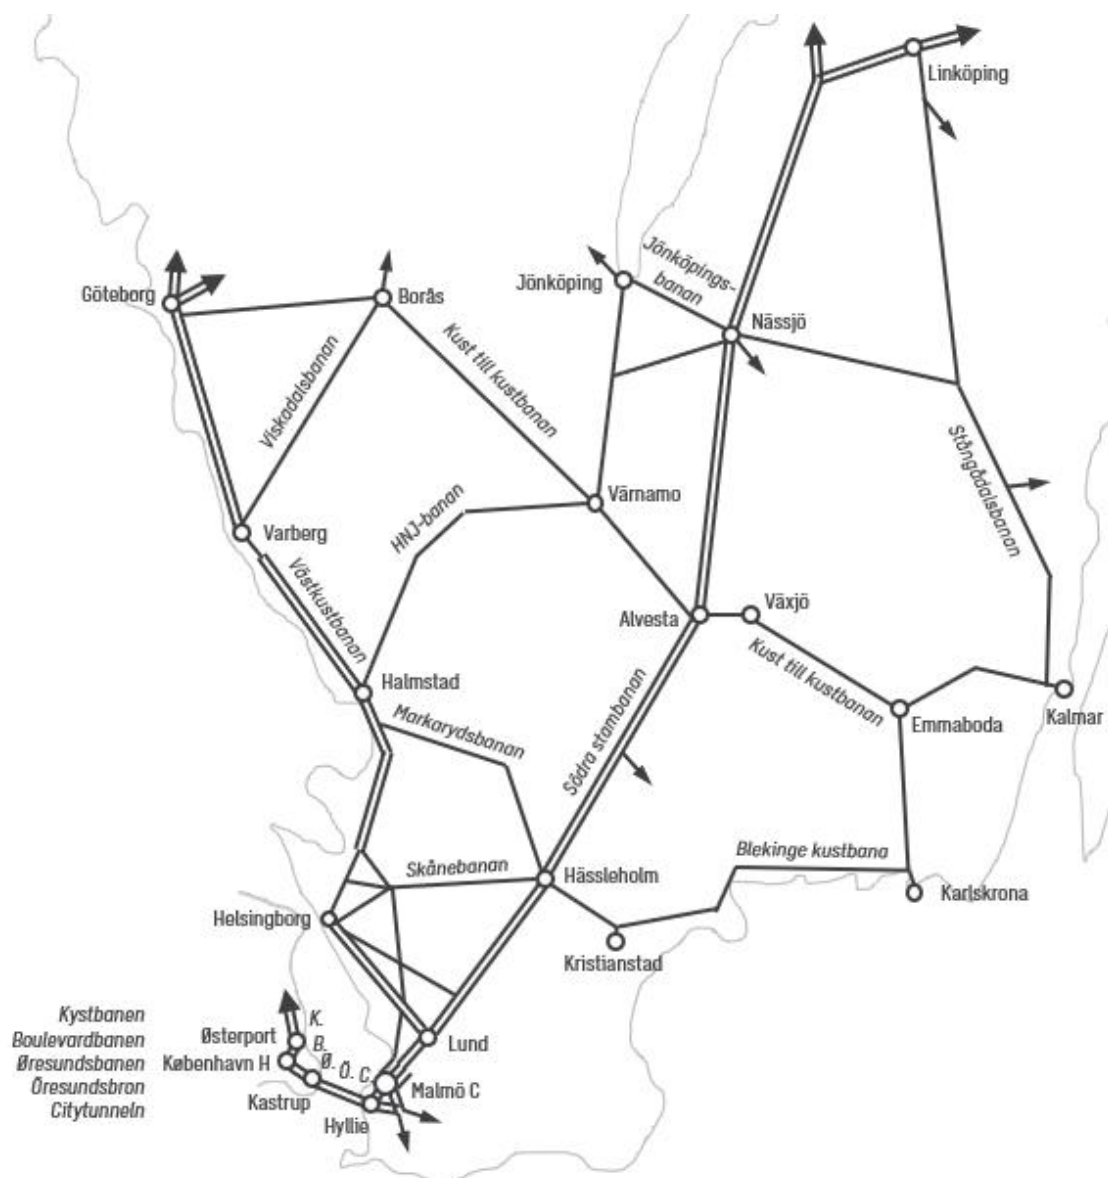 Linköping
Jönköpings-
banan
Jönköping
Göteborg
Borås
Nässjö
Kust till kustbanan
Viskadalsbanan
Stångådalsbanan
Värnamo
HNJ-banan
Varberg
Västkustbanan
Växjö
Alvesta
Kust till kustbanan
Halmstad
Kalmar
Emmaboda
Markarydsbanan
Södra stambanan
Blekinge kustbana
Skånebanan
Hässleholm
Karlskrona
Helsingborg
Kristianstad
Kystbanen
K.
Boulevardbanen
Østerport
B.
Lund
Øresundsbanen
København H
Ø.
Ö.
C
Öresundsbron
Malmö C
Kastrup
Citytunneln
Hyllie